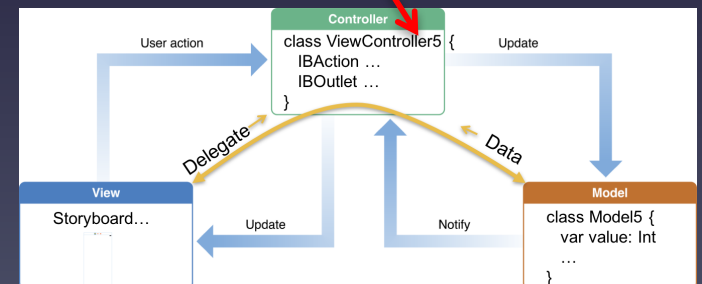 Controller
User action
class ViewController5 {
Update
IBAction …
IBOutlet …
}
Delegate
Data
View
Model
Storyboard…
Update
Notify
class Model5 {
var value: Int
…
}